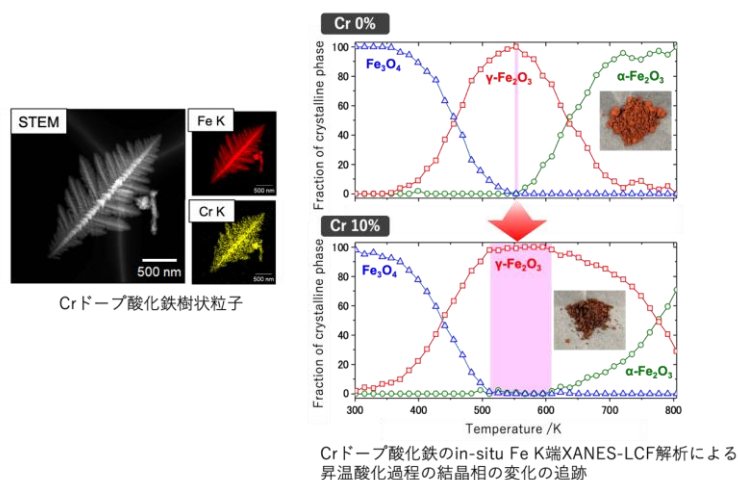 STEM
500 nm
Fe K
500 nm
Cr K
500 nm
Crドープ酸化鉄樹状粒子
Cr 0%
Fraction of crystalline phase
100
80
60
40
20
0
Fe₃O₄
γ-Fe₂O₃
α-Fe₂O₃
Cr 10%
Fraction of crystalline phase
100
80
60
40
20
0
Fe₃O₄
γ-Fe₂O₃
α-Fe₂O₃
300 400 500 600 700 800
Temperature /K
Crドープ酸化鉄のin-situ Fe K端XANES-LCF解析による
昇温酸化過程の結晶相の変化の追跡